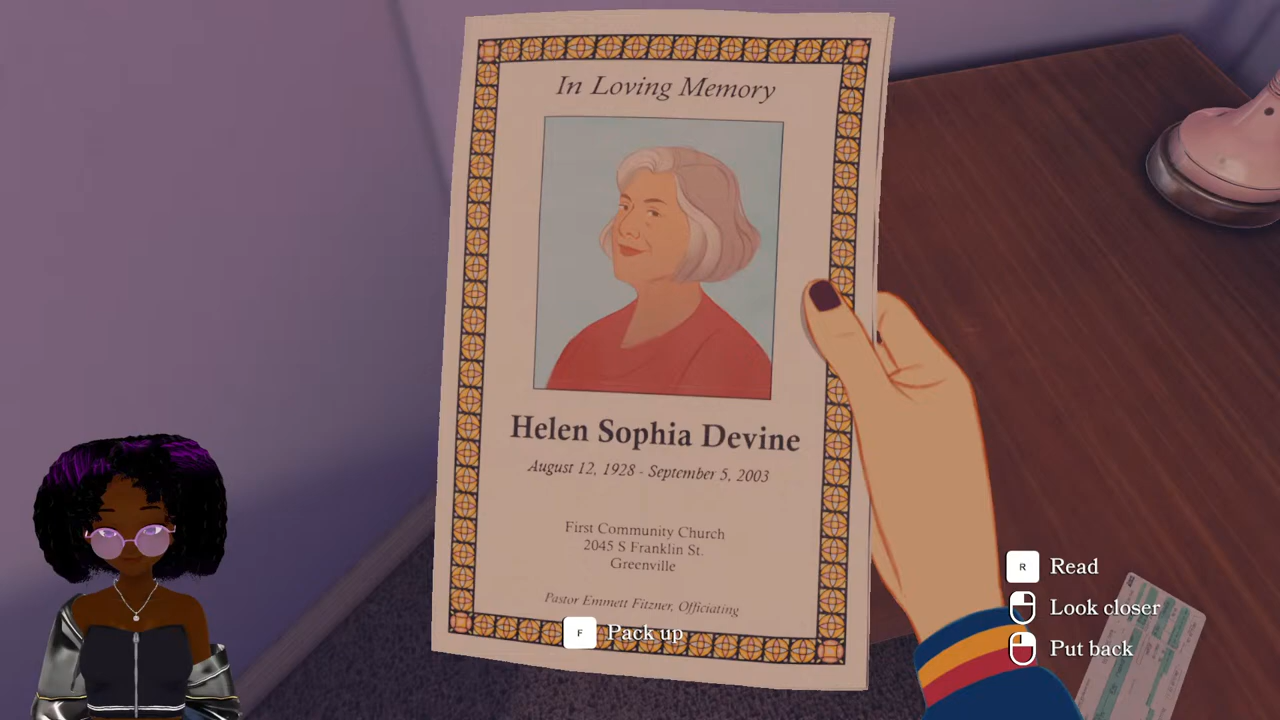 In Loving Memory
Helen Sophia Devine
August 12, 1928 - September 5, 2003
First Community Church
2045 S Franklin St.
Greenville
Pastor Emmett Fitzner, Officiating
F Pack up
R Read
Look closer
Put back